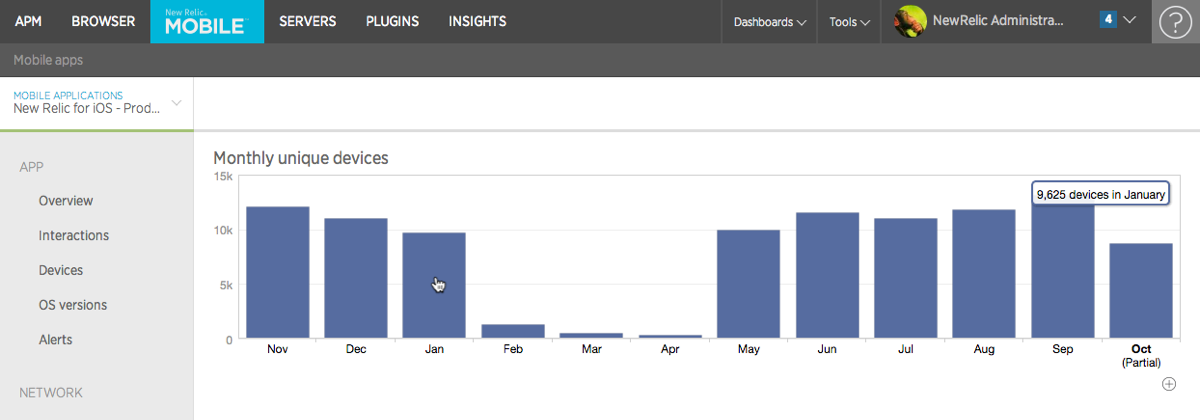 APM BROWSER New Relic. MOBILE™ SERVERS PLUGINS INSIGHTS Dashboards Tools NewRelic Administra... 4 ?
Mobile apps
MOBILE APPLICATIONS
New Relic for iOS - Prod...
APP
Overview
Interactions
Devices
OS versions
Alerts
NETWORK
Monthly unique devices
15k
9,625 devices in January
10k
5k
0
Nov Dec Jan Feb Mar Apr May Jun Jul Aug Sep Oct
(Partial)